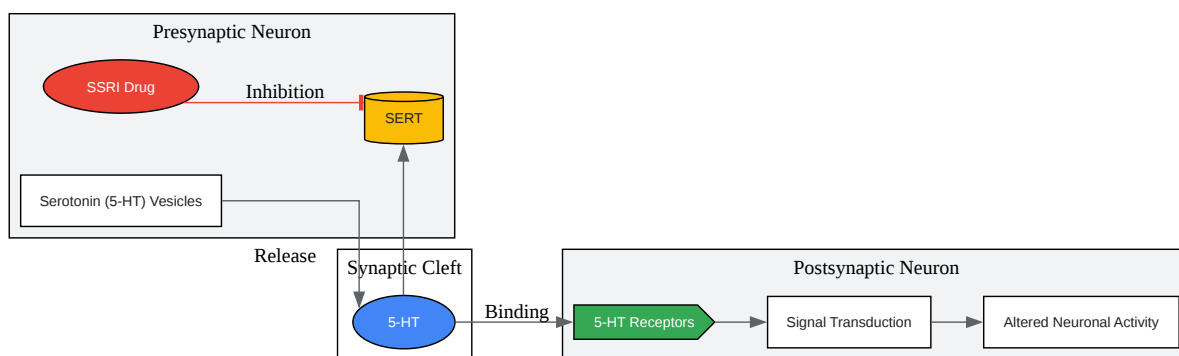 Presynaptic Neuron
SSRI Drug
Inhibition
SERT
Serotonin (5-HT) Vesicles
Release
Synaptic Cleft
5-HT
Binding
Postsynaptic Neuron
5-HT Receptors
Signal Transduction
Altered Neuronal Activity